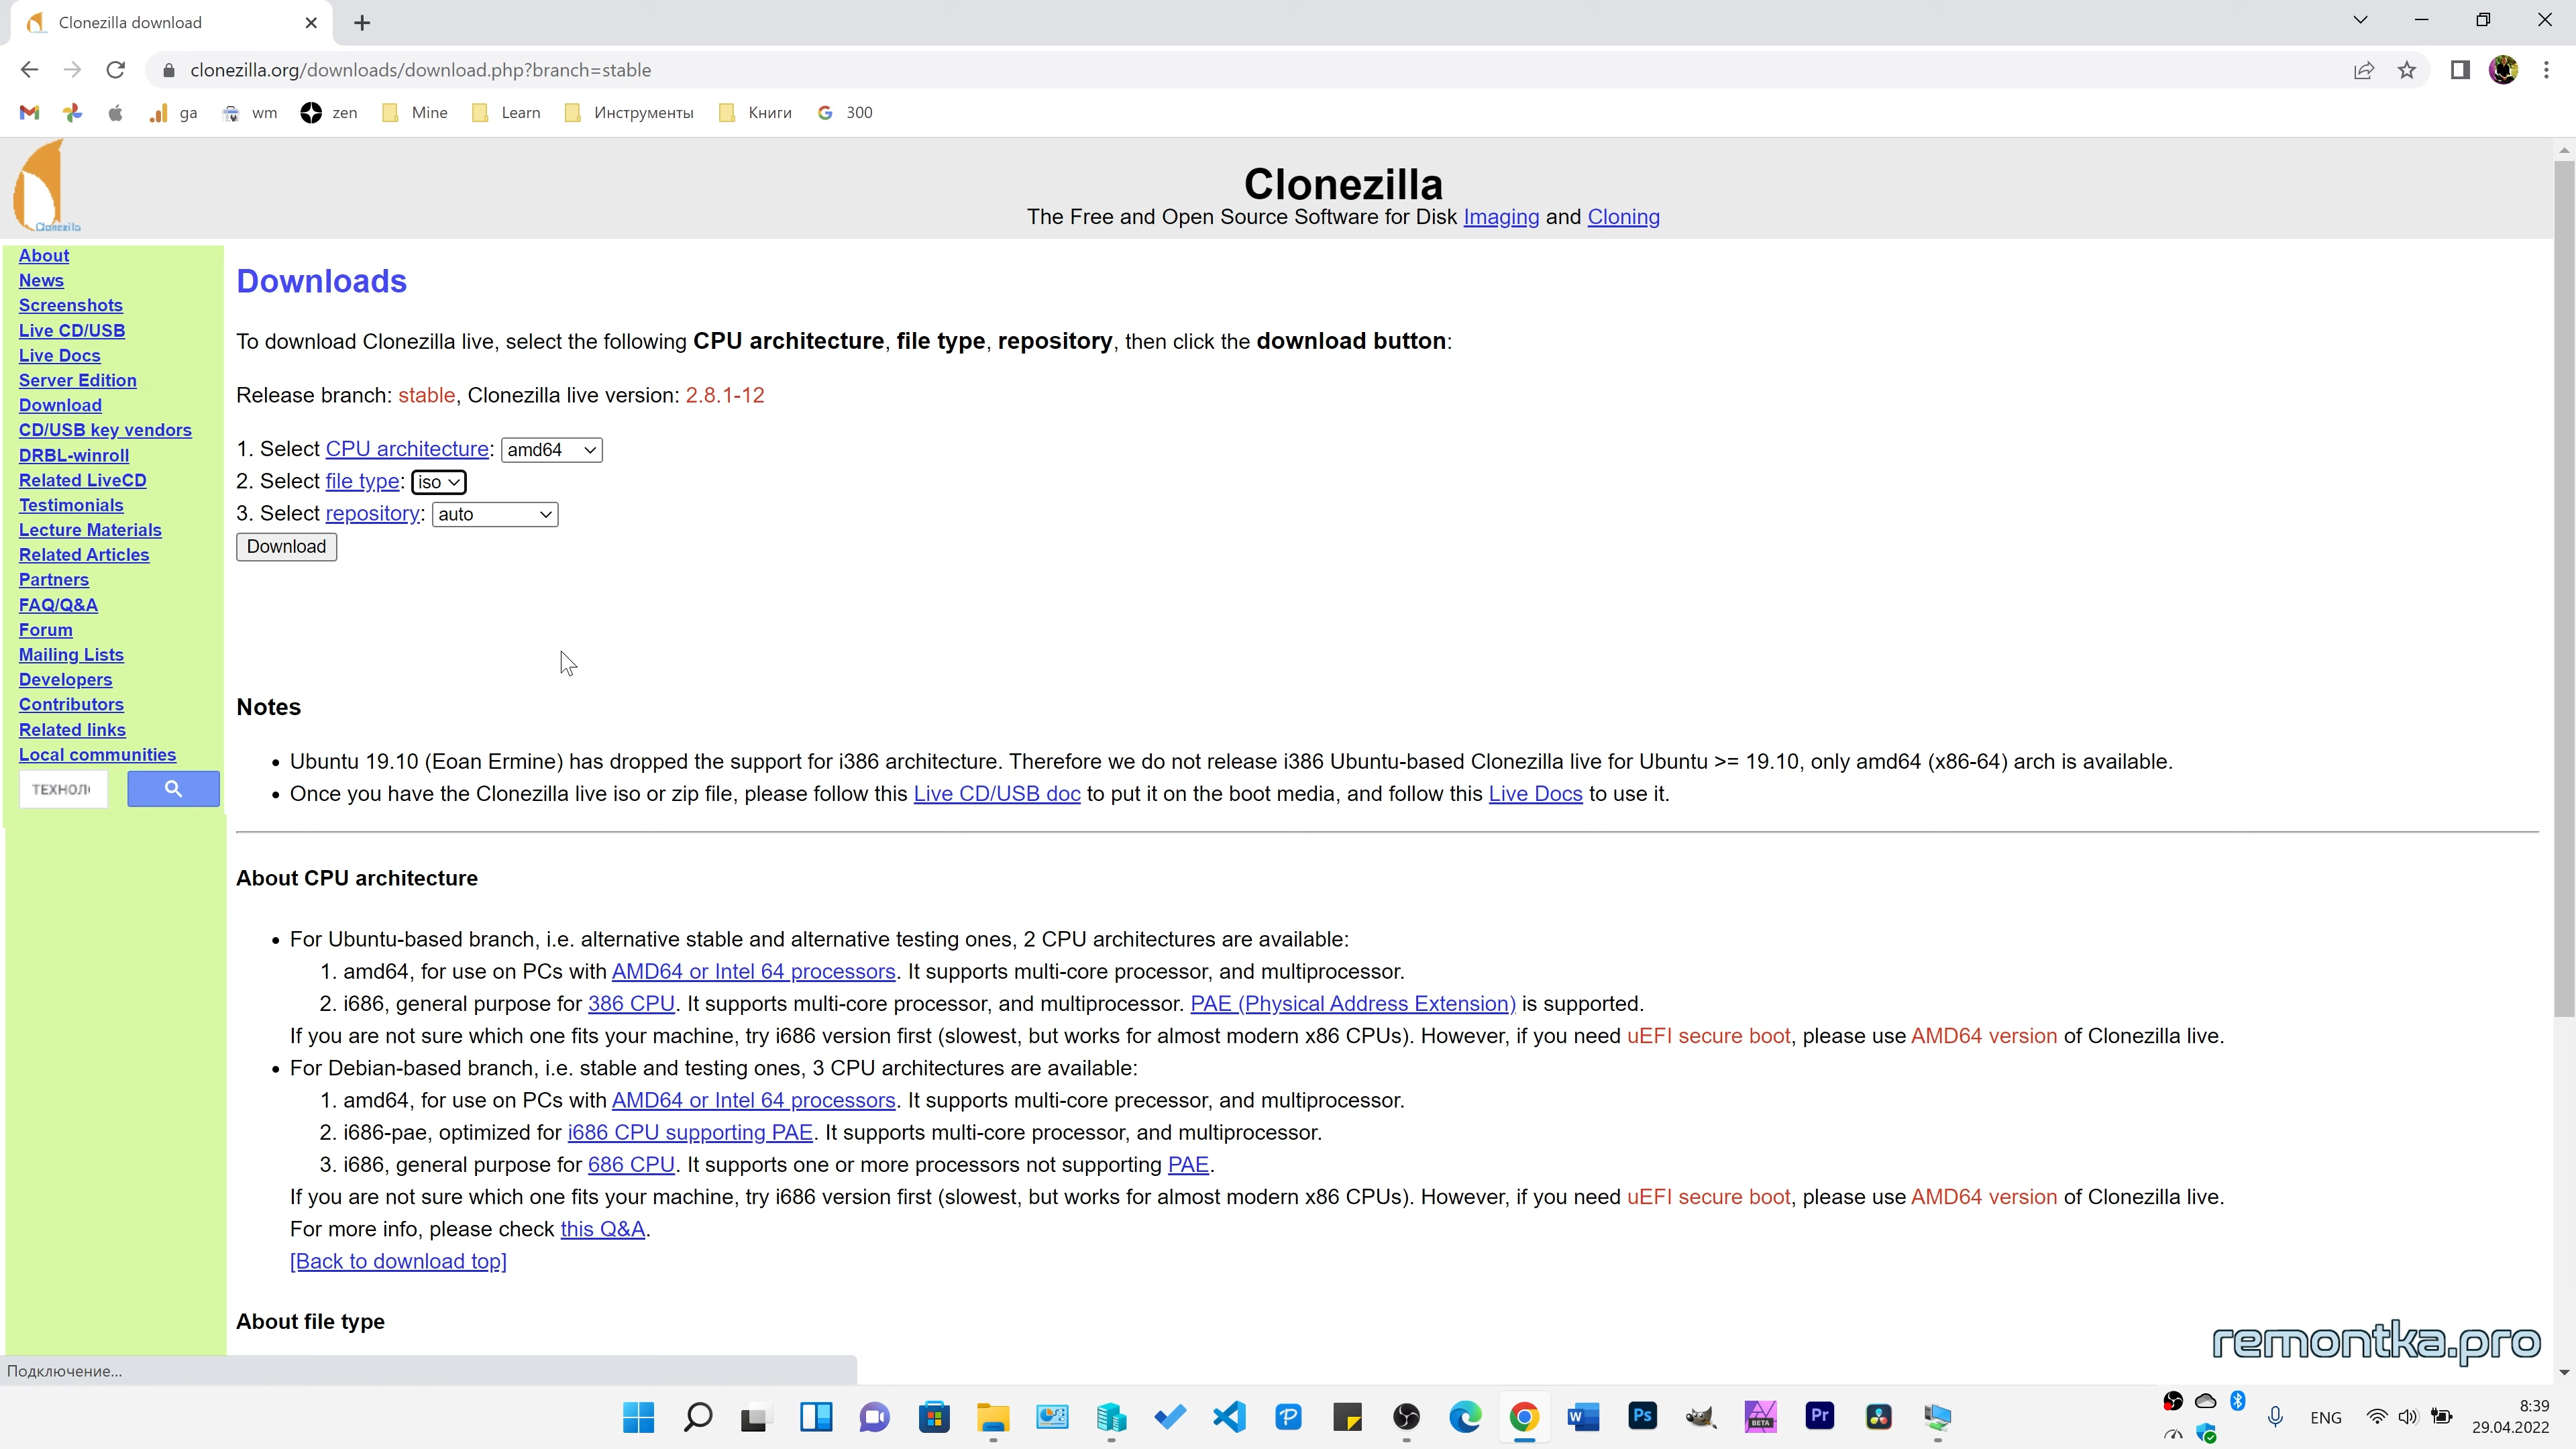 Clonezilla download
clonezilla.org/downloads/download.php?branch=stable
ga wm zen Mine Learn Инструменты Книги 300
Clonezilla
Clonezilla
The Free and Open Source Software for Disk Imaging and Cloning
About
News
Screenshots
Live CD/USB
Live Docs
Server Edition
Download
CD/USB key vendors
DRBL-winroll
Related LiveCD
Testimonials
Lecture Materials
Related Articles
Partners
FAQ/Q&A
Forum
Mailing Lists
Developers
Contributors
Related links
Local communities
Downloads
To download Clonezilla live, select the following CPU architecture, file type, repository, then click the download button:
Release branch: stable, Clonezilla live version: 2.8.1-12
1. Select CPU architecture: amd64
2. Select file type: iso
3. Select repository: auto
Download
Notes
• Ubuntu 19.10 (Eoan Ermine) has dropped the support for i386 architecture. Therefore we do not release i386 Ubuntu-based Clonezilla live for Ubuntu >= 19.10, only amd64 (x86-64) arch is available.
• Once you have the Clonezilla live iso or zip file, please follow this Live CD/USB doc to put it on the boot media, and follow this Live Docs to use it.
About CPU architecture
• For Ubuntu-based branch, i.e. alternative stable and alternative testing ones, 2 CPU architectures are available:
1. amd64, for use on PCs with AMD64 or Intel 64 processors. It supports multi-core processor, and multiprocessor.
2. i686, general purpose for 386 CPU. It supports multi-core processor, and multiprocessor. PAE (Physical Address Extension) is supported.
If you are not sure which one fits your machine, try i686 version first (slowest, but works for almost modern x86 CPUs). However, if you need uEFI secure boot, please use AMD64 version of Clonezilla live.
• For Debian-based branch, i.e. stable and testing ones, 3 CPU architectures are available:
1. amd64, for use on PCs with AMD64 or Intel 64 processors. It supports multi-core precessor, and multiprocessor.
2. i686-pae, optimized for i686 CPU supporting PAE. It supports multi-core processor, and multiprocessor.
3. i686, general purpose for 686 CPU. It supports one or more processors not supporting PAE.
If you are not sure which one fits your machine, try i686 version first (slowest, but works for almost modern x86 CPUs). However, if you need uEFI secure boot, please use AMD64 version of Clonezilla live.
For more info, please check this Q&A.
[Back to download top]
About file type
remontka.pro
Подключение...
Ps
BETA
Pr
ENG
8:39
29.04.2022